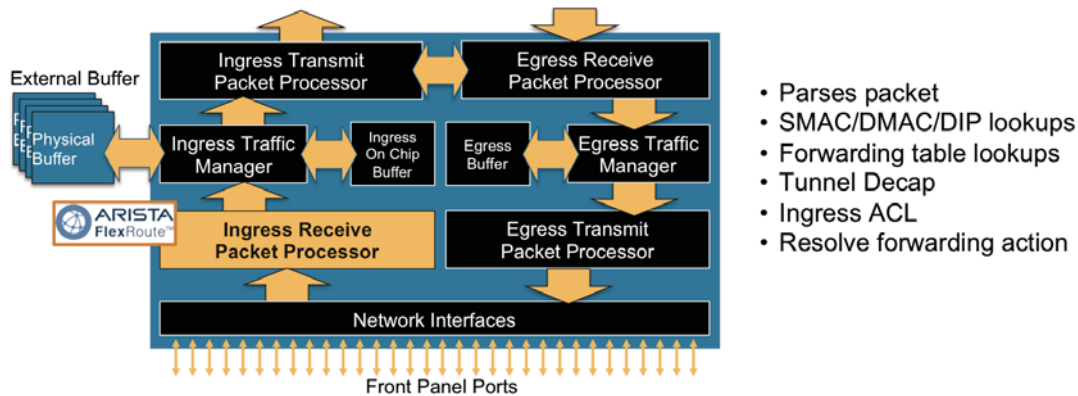 Ingress Transmit
Packet Processor
Egress Receive
Packet Processor
External Buffer
Physical
Buffer
Ingress Traffic
Manager
Ingress
On Chip
Buffer
Egress
Buffer
Egress Traffic
Manager
ARISTA
FlexRoute™
Ingress Receive
Packet Processor
Egress Transmit
Packet Processor
Network Interfaces
Front Panel Ports
• Parses packet
• SMAC/DMAC/DIP lookups
• Forwarding table lookups
• Tunnel Decap
• Ingress ACL
• Resolve forwarding action